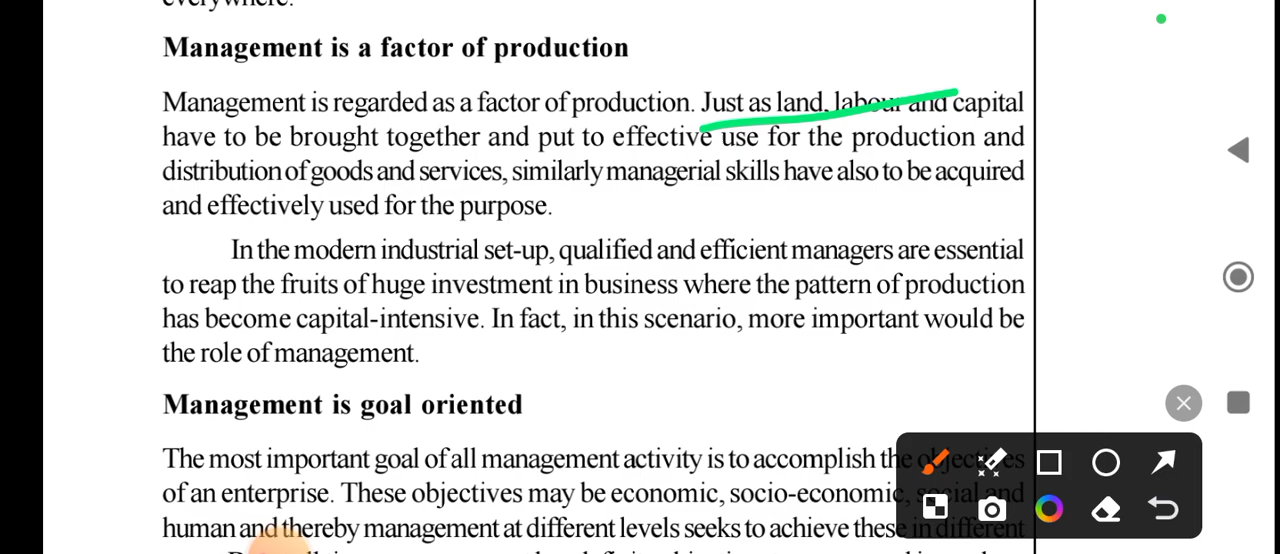 everywhere.
Management is a factor of production
Management is regarded as a factor of production. Just as land, labour and capital
have to be brought together and put to effective use for the production and
distribution of goods and services, similarly managerial skills have also to be acquired
and effectively used for the purpose.
In the modern industrial set-up, qualified and efficient managers are essential
to reap the fruits of huge investment in business where the pattern of production
has become capital-intensive. In fact, in this scenario, more important would be
the role of management.
Management is goal oriented
The most important goal of all management activity is to accomplish the objectives
of an enterprise. These objectives may be economic, socio-economic, social and
human and thereby management at different levels seeks to achieve these in different